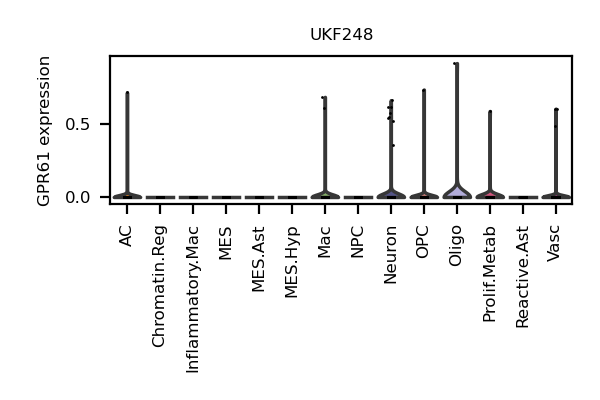 UKF248
GPR61 expression
0.5
0.0
AC
Chromatin.Reg
Inflammatory.Mac
MES
MES.Ast
MES.Hyp
Mac
NPC
Neuron
OPC
Oligo
Prolif.Metab
Reactive.Ast
Vasc